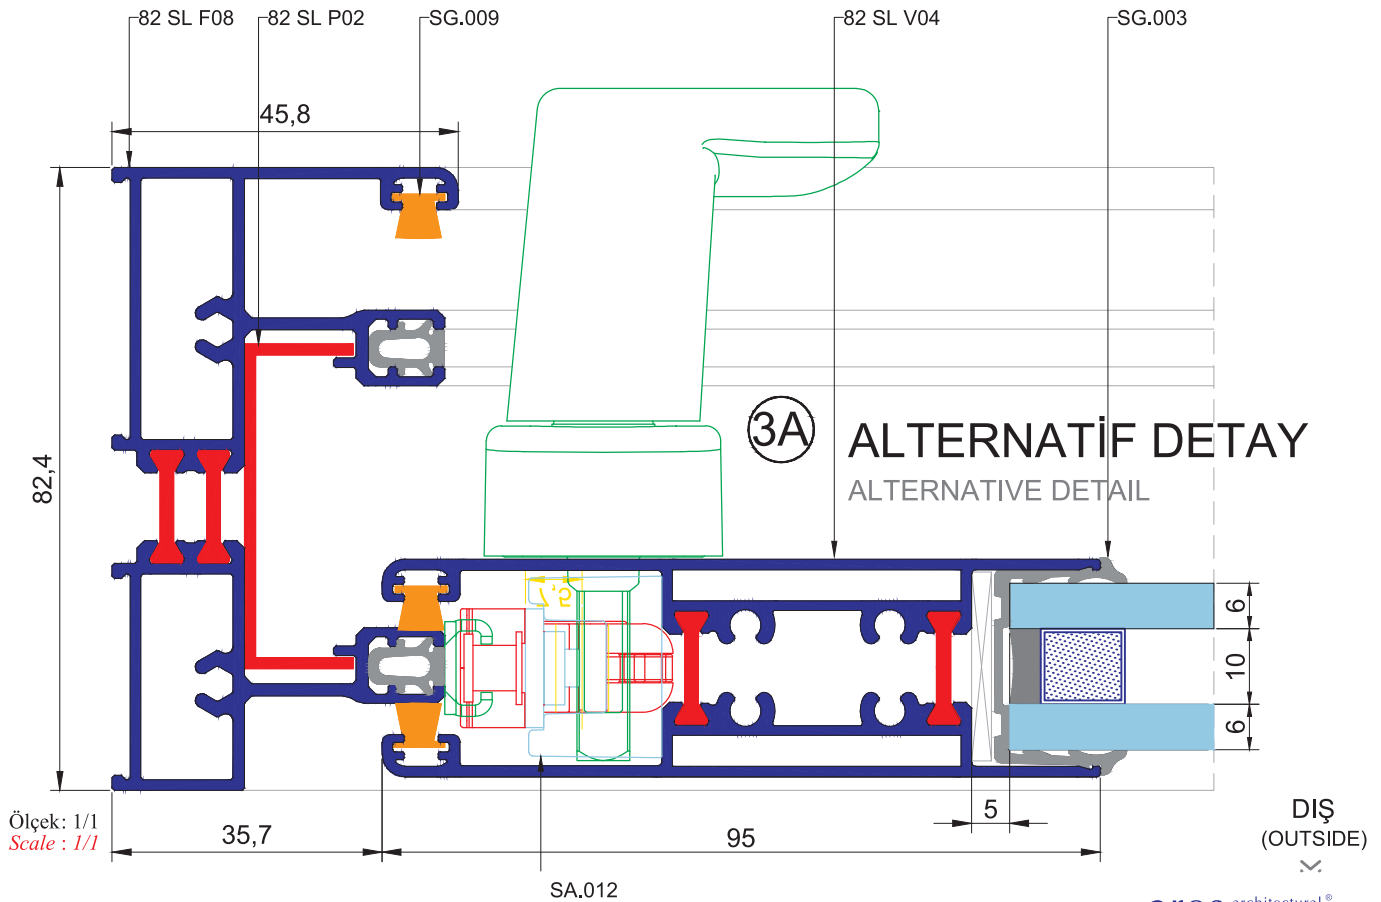 82 SL F08
82 SL P02
SG.009
82 SL V04
SG.003
45,8
3A
ALTERNATİF DETAY
ALTERNATIVE DETAIL
82,4
6
10
6
5
Ölçek: 1/1
Scale : 1/1
35,7
95
SA.012
DIŞ
(OUTSIDE)